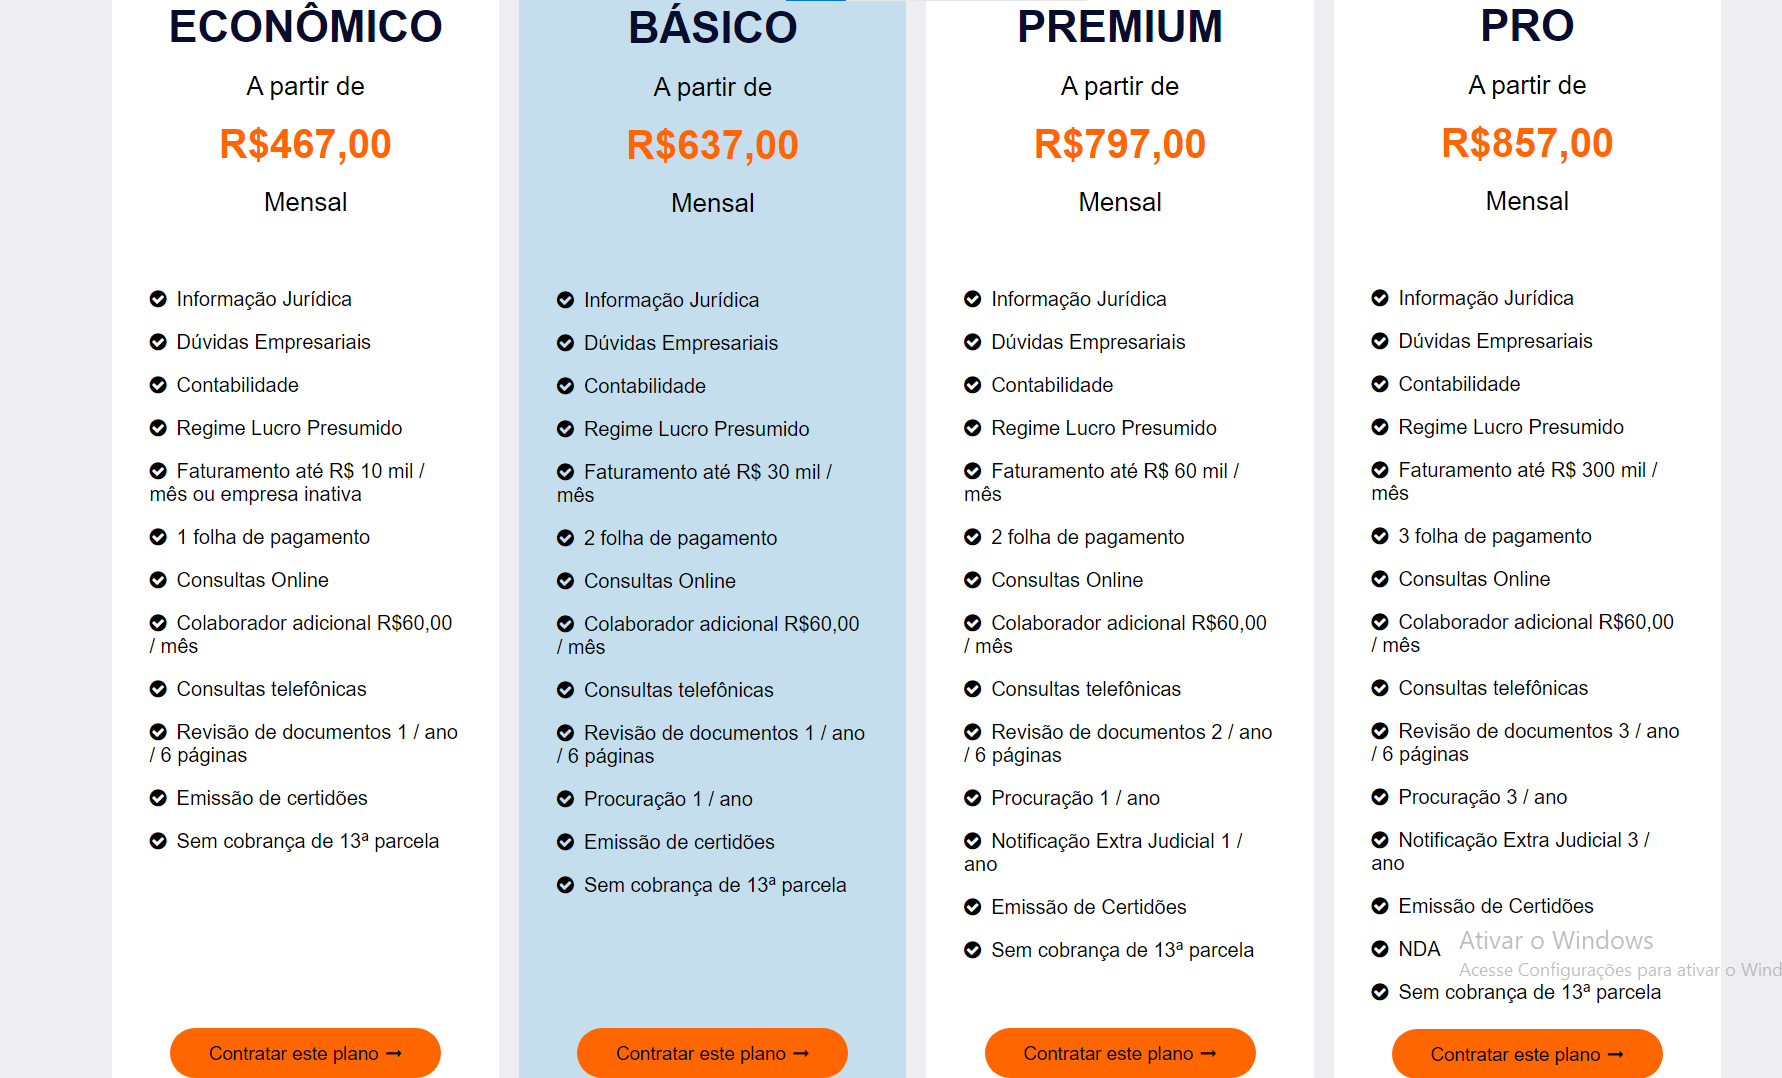 ECONÔMICO
A partir de
R$467,00
Mensal
Informação Jurídica
Dúvidas Empresariais
Contabilidade
Regime Lucro Presumido
Faturamento até R$ 10 mil /
mês ou empresa inativa
1 folha de pagamento
Consultas Online
Colaborador adicional R$60,00
/ mês
Consultas telefônicas
Revisão de documentos 1 / ano
/ 6 páginas
Emissão de certidões
Sem cobrança de 13ª parcela
Contratar este plano
BÁSICO
A partir de
R$637,00
Mensal
Informação Jurídica
Dúvidas Empresariais
Contabilidade
Regime Lucro Presumido
Faturamento até R$ 30 mil /
mês
2 folha de pagamento
Consultas Online
Colaborador adicional R$60,00
/ mês
Consultas telefônicas
Revisão de documentos 1 / ano
/ 6 páginas
Procuração 1 / ano
Emissão de certidões
Sem cobrança de 13ª parcela
Contratar este plano
PREMIUM
A partir de
R$797,00
Mensal
Informação Jurídica
Dúvidas Empresariais
Contabilidade
Regime Lucro Presumido
Faturamento até R$ 60 mil /
mês
2 folha de pagamento
Consultas Online
Colaborador adicional R$60,00
/ mês
Consultas telefônicas
Revisão de documentos 2 / ano
/ 6 páginas
Procuração 1 / ano
Notificação Extra Judicial 1 /
ano
Emissão de Certidões
Sem cobrança de 13ª parcela
Contratar este plano
PRO
A partir de
R$857,00
Mensal
Informação Jurídica
Dúvidas Empresariais
Contabilidade
Regime Lucro Presumido
Faturamento até R$ 300 mil /
mês
3 folha de pagamento
Consultas Online
Colaborador adicional R$60,00
/ mês
Consultas telefônicas
Revisão de documentos 3 / ano
/ 6 páginas
Procuração 3 / ano
Notificação Extra Judicial 3 /
ano
Emissão de Certidões
NDA
Sem cobrança de 13ª parcela
Contratar este plano
Ativar o Windows
Acesse Configurações para ativar o Wind